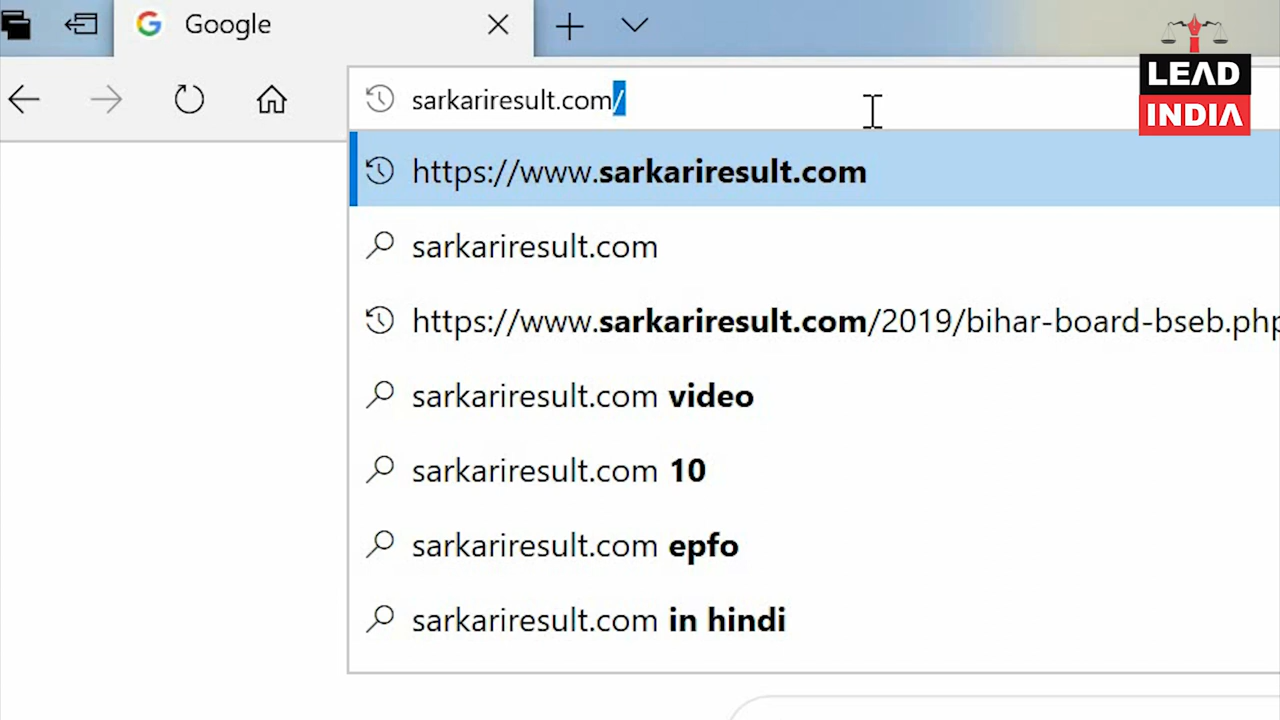 Google
LEAD
INDIA
sarkariresult.com/
https://www.sarkariresult.com
sarkariresult.com
https://www.sarkariresult.com/2019/bihar-board-bseb.php
sarkariresult.com video
sarkariresult.com 10
sarkariresult.com epfo
sarkariresult.com in hindi